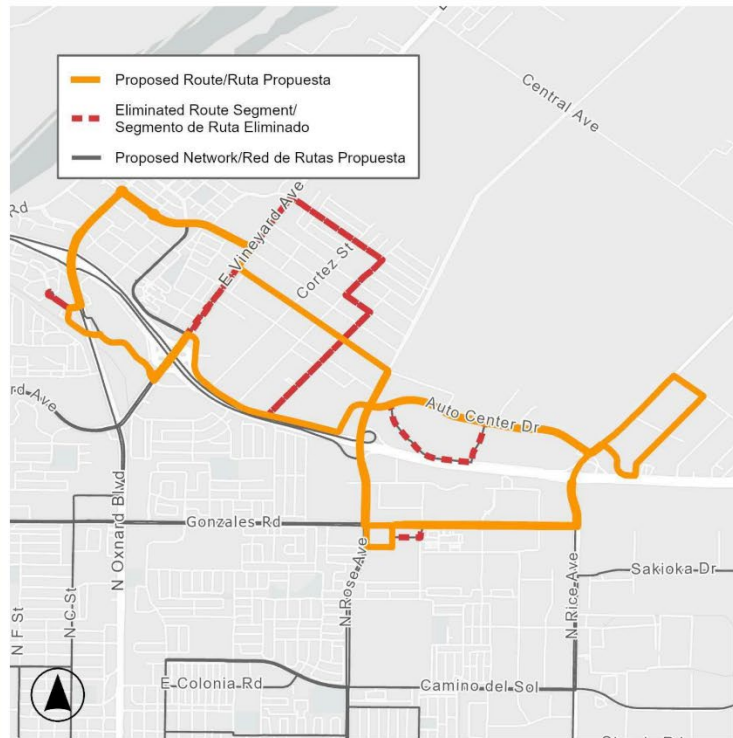 Proposed Route/Ruta Propuesta
Eliminated Route Segment/
Segmento de Ruta Eliminado
Proposed Network/Red de Rutas Propuesta
Central Ave
Rd
E Vineyard Ave
Cortez St
rd Ave
Auto Center Dr
N Oxnard Blvd
Gonzales Rd
N Rose Ave
N Rice Ave
Sakioka Dr
N F St
N C St
E Colonia Rd
Camino del Sol